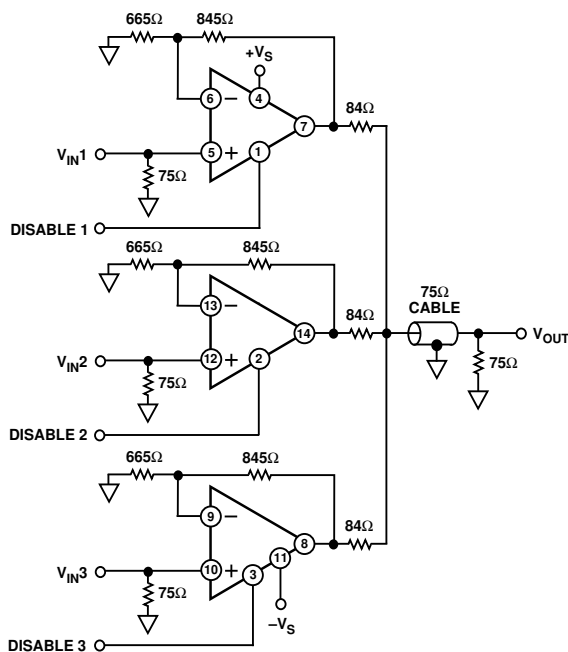 665Ω 845Ω
+VS
6 − 4
7 84Ω
VIN1 5 + 1
75Ω
DISABLE 1
665Ω 845Ω
13 −
14 84Ω
75Ω
CABLE
VOUT
VIN2 12 + 2
75Ω
75Ω
DISABLE 2
665Ω 845Ω
9 −
8 84Ω
11
VIN3 10 + 3
75Ω
−VS
DISABLE 3